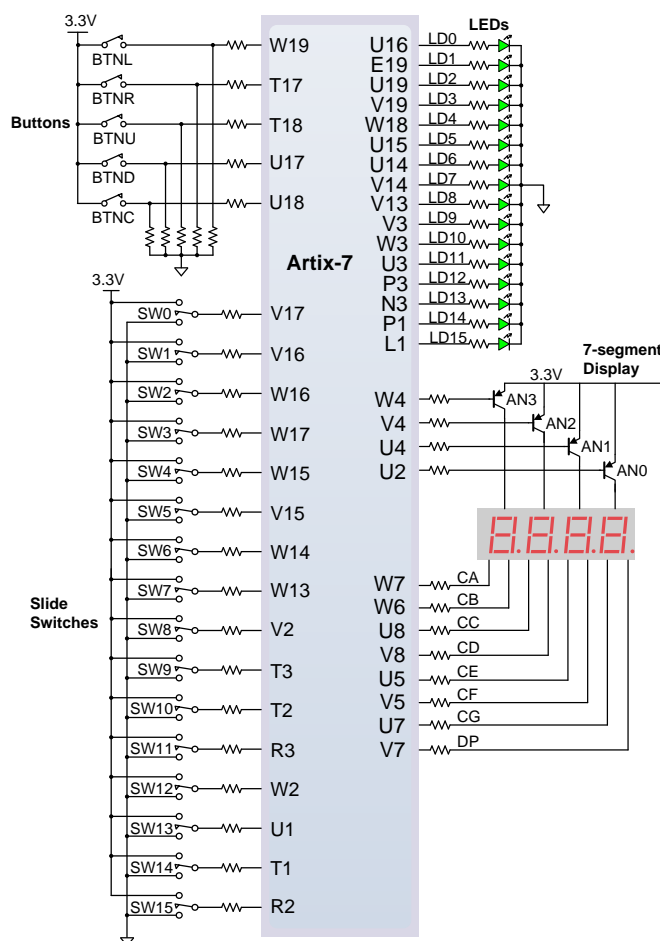 3.3V
BTNL
W19
BTNR
T17
Buttons
BTNU
T18
BTND
U17
BTNC
U18
Artix-7
LEDs
U16 LD0
E19 LD1
U19 LD2
V19 LD3
W18 LD4
U15 LD5
U14 LD6
V14 LD7
V13 LD8
V3 LD9
W3 LD10
U3 LD11
P3 LD12
N3 LD13
P1 LD14
L1 LD15
3.3V
SW0 V17
SW1 V16
SW2 W16
SW3 W17
SW4 W15
SW5 V15
SW6 W14
SW7 W13
Slide
Switches
SW8 V2
SW9 T3
SW10 T2
SW11 R3
SW12 W2
SW13 U1
SW14 T1
SW15 R2
7-segment
Display
3.3V
W4 AN3
V4 AN2
U4 AN1
U2 AN0
8.8.8.8.
W7 CA
W6 CB
U8 CC
V8 CD
U5 CE
V5 CF
U7 CG
V7 DP